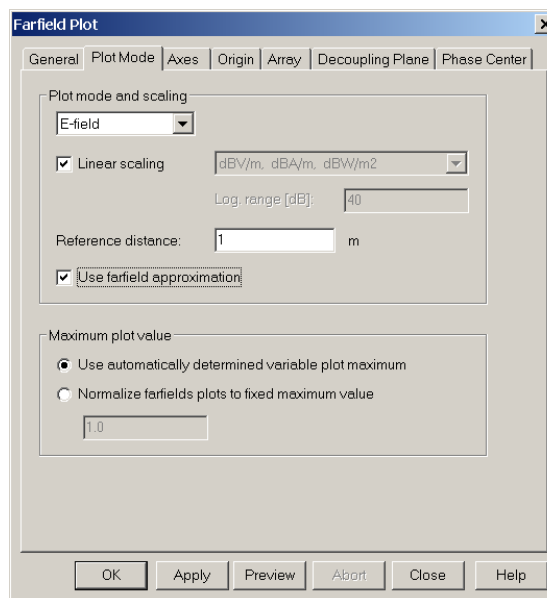 Farfield Plot
General Plot Mode Axes Origin Array Decoupling Plane Phase Center
Plot mode and scaling
E-field
Linear scaling dBV/m, dBA/m, dBW/m2
Log. range [dB]: 40
Reference distance: 1 m
Use farfield approximation
Maximum plot value
Use automatically determined variable plot maximum
Normalize farfields plots to fixed maximum value
1.0
OK Apply Preview Abort Close Help